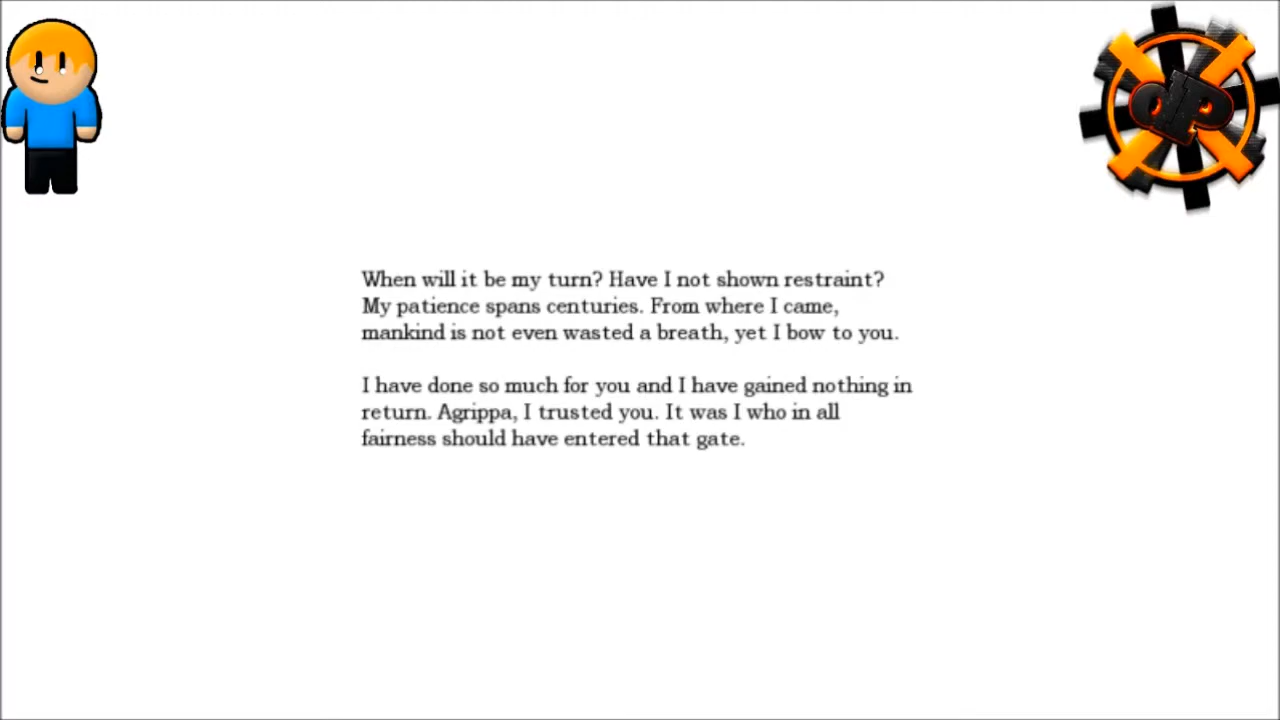 When will it be my turn? Have I not shown restraint?
My patience spans centuries. From where I came,
mankind is not even wasted a breath, yet I bow to you.
I have done so much for you and I have gained nothing in
return. Agrippa, I trusted you. It was I who in all
fairness should have entered that gate.